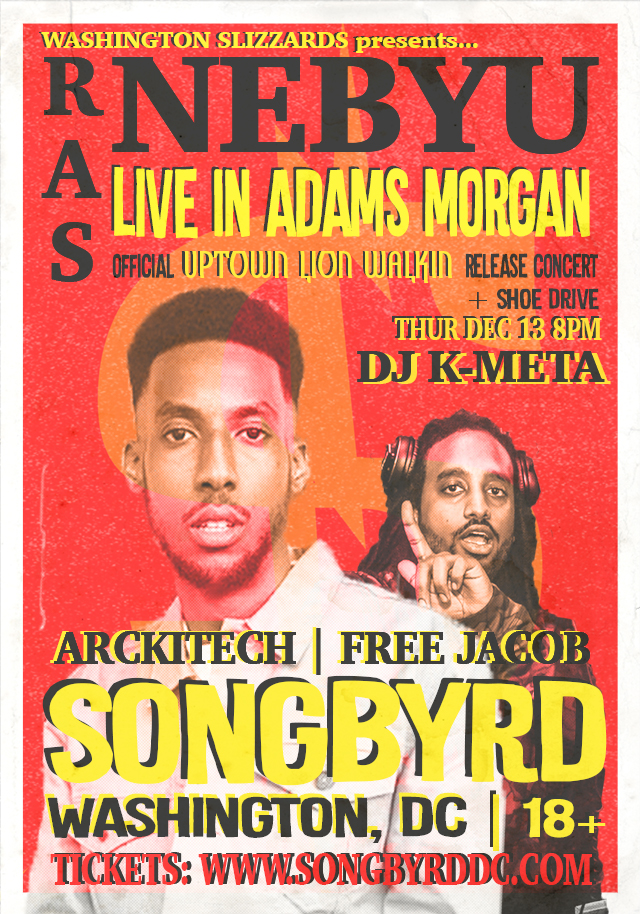 WASHINGTON SLIZZARDS presents...
RAS NEBYU
LIVE IN ADAMS MORGAN
OFFICIAL UPTOWN LION WALKIN RELEASE CONCERT
+ SHOE DRIVE
THUR DEC 13 8PM
DJ K-META
ARCKITECH | FREE JACOB
SONGBYRD
WASHINGTON, DC | 18+
TICKETS: WWW.SONGBYRDDC.COM